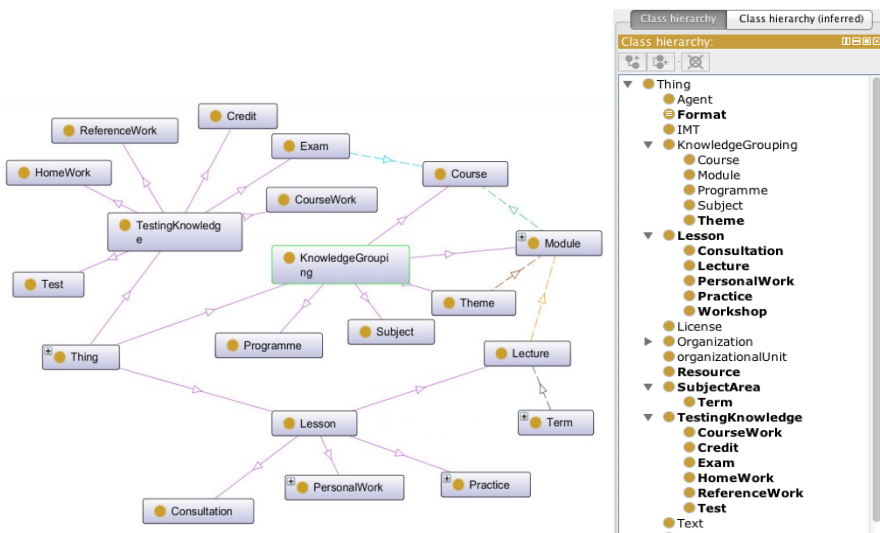 Credit
ReferenceWork
Exam
HomeWork
Course
CourseWork
TestingKnowledg
e
Module
KnowledgeGroupi
ng
Test
Theme
Subject
Programme
Lecture
Thing
Lesson
Term
PersonalWork
Practice
Consultation
Class hierarchy
Class hierarchy (inferred)
Class hierarchy:
Thing
Agent
Format
IMT
KnowledgeGrouping
Course
Module
Programme
Subject
Theme
Lesson
Consultation
Lecture
PersonalWork
Practice
Workshop
License
Organization
organizationalUnit
Resource
SubjectArea
Term
TestingKnowledge
CourseWork
Credit
Exam
HomeWork
ReferenceWork
Test
Text